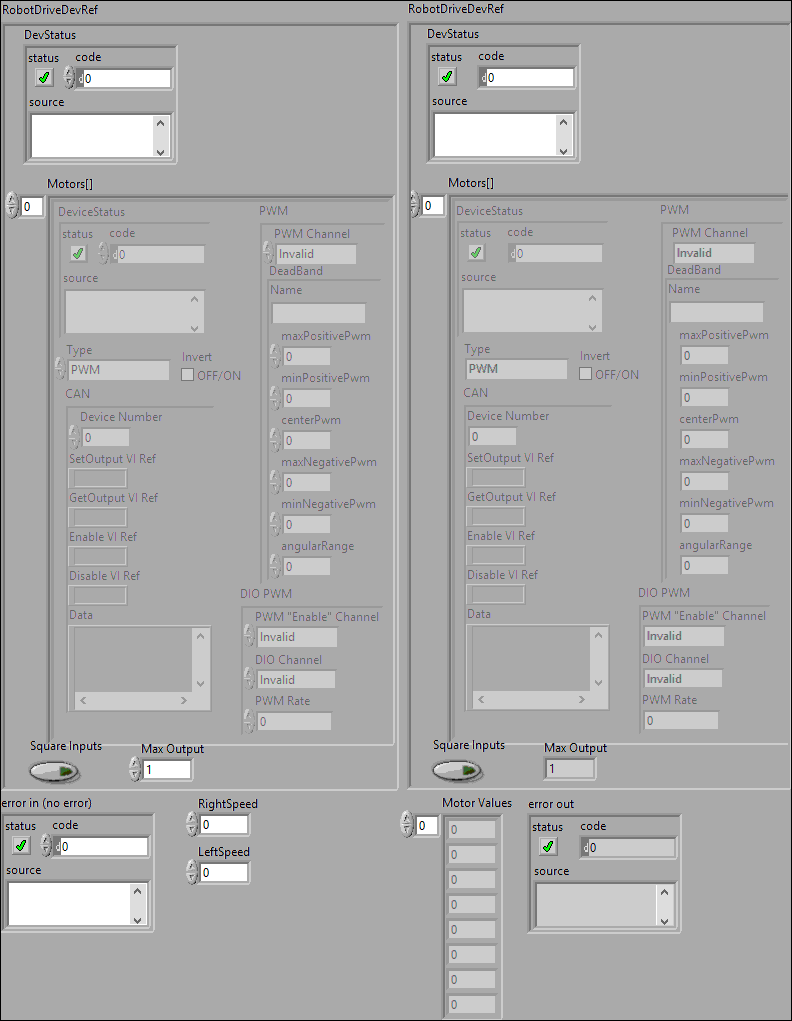 RobotDriveDevRef
DevStatus
status code
d0
source
Motors[]
0
DeviceStatus
status code
d0
source
Type
PWM
Invert
OFF/ON
CAN
Device Number
0
SetOutput VI Ref
GetOutput VI Ref
Enable VI Ref
Disable VI Ref
Data
PWM
PWM Channel
Invalid
DeadBand
Name
maxPositivePwm
0
minPositivePwm
0
centerPwm
0
maxNegativePwm
0
minNegativePwm
0
angularRange
0
DIO PWM
PWM "Enable" Channel
Invalid
DIO Channel
Invalid
PWM Rate
0
Square Inputs
Max Output
1
RobotDriveDevRef
DevStatus
status code
d0
source
Motors[]
0
DeviceStatus
status code
d0
source
Type
PWM
Invert
OFF/ON
CAN
Device Number
0
SetOutput VI Ref
GetOutput VI Ref
Enable VI Ref
Disable VI Ref
Data
PWM
PWM Channel
Invalid
DeadBand
Name
maxPositivePwm
0
minPositivePwm
0
centerPwm
0
maxNegativePwm
0
minNegativePwm
0
angularRange
0
DIO PWM
PWM "Enable" Channel
Invalid
DIO Channel
Invalid
PWM Rate
0
Square Inputs
Max Output
1
error in (no error)
status code
d0
source
RightSpeed
0
LeftSpeed
0
Motor Values
0
0
0
0
0
0
0
0
0
error out
status code
d0
source